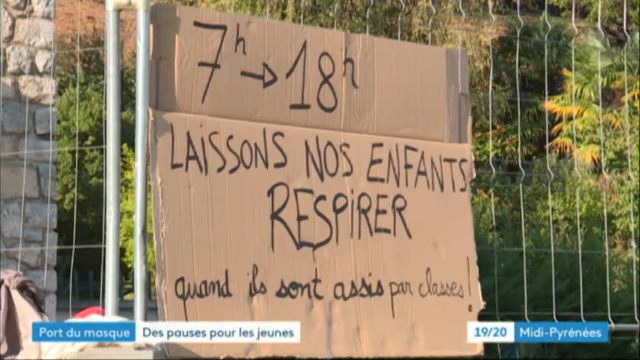 7h → 18h
LAISSONS NOS ENFANTS
RESPIRER
quand ils sont assis par classes !
Port du masque Des pauses pour les jeunes 19/20 Midi-Pyrénées